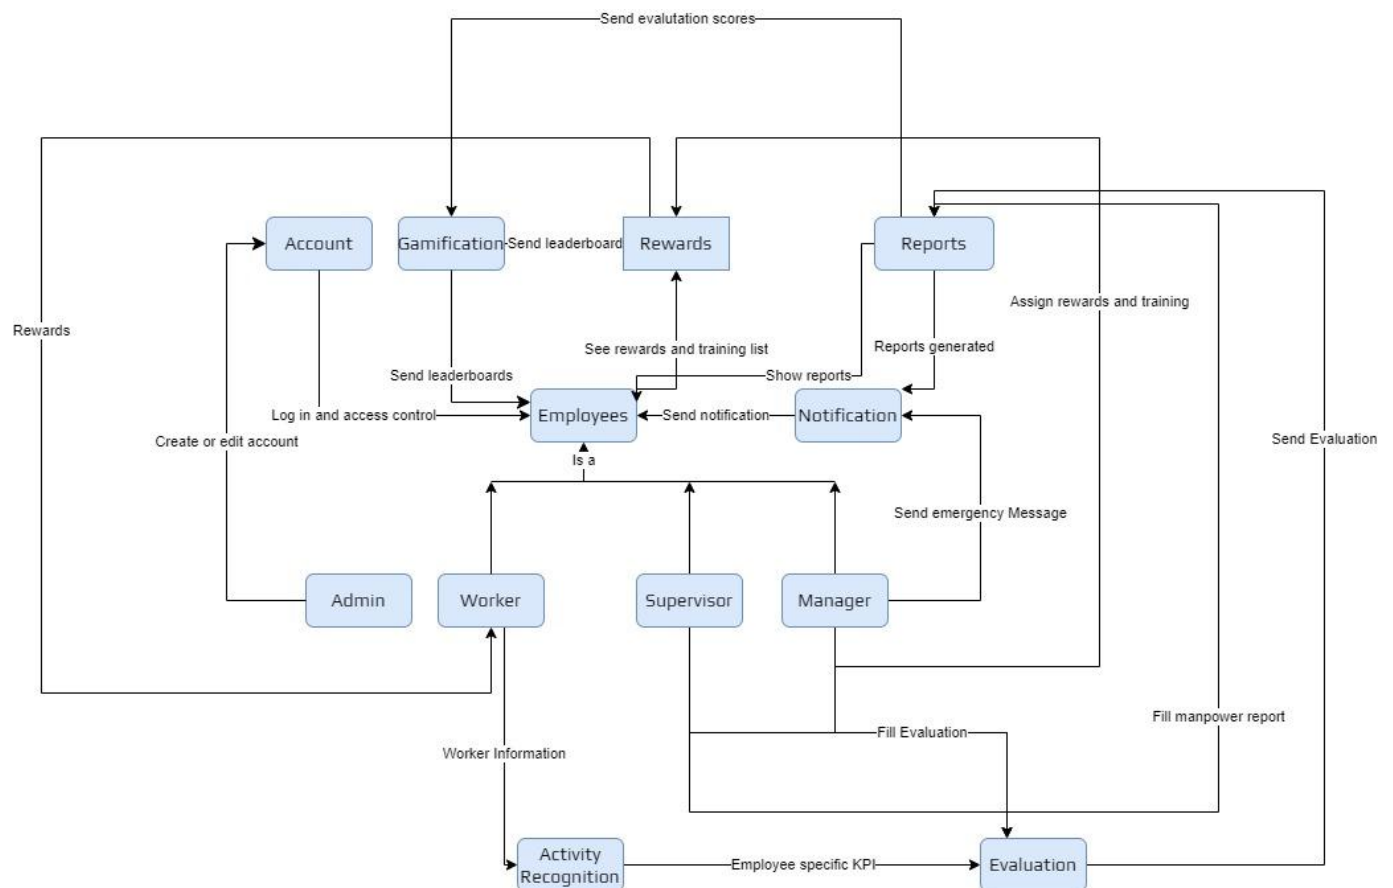 Send evalutation scores
Account
Gamification
Send leaderboard
Rewards
Reports
Assign rewards and training
Rewards
Reports generated
See rewards and training list
Send leaderboards
Show reports
Log in and access control
Employees
Send notification
Notification
Create or edit account
Send Evaluation
Is a
Send emergency Message
Admin
Worker
Supervisor
Manager
Fill manpower report
Fill Evaluation
Worker Information
Activity
Recognition
Employee specific KPI
Evaluation